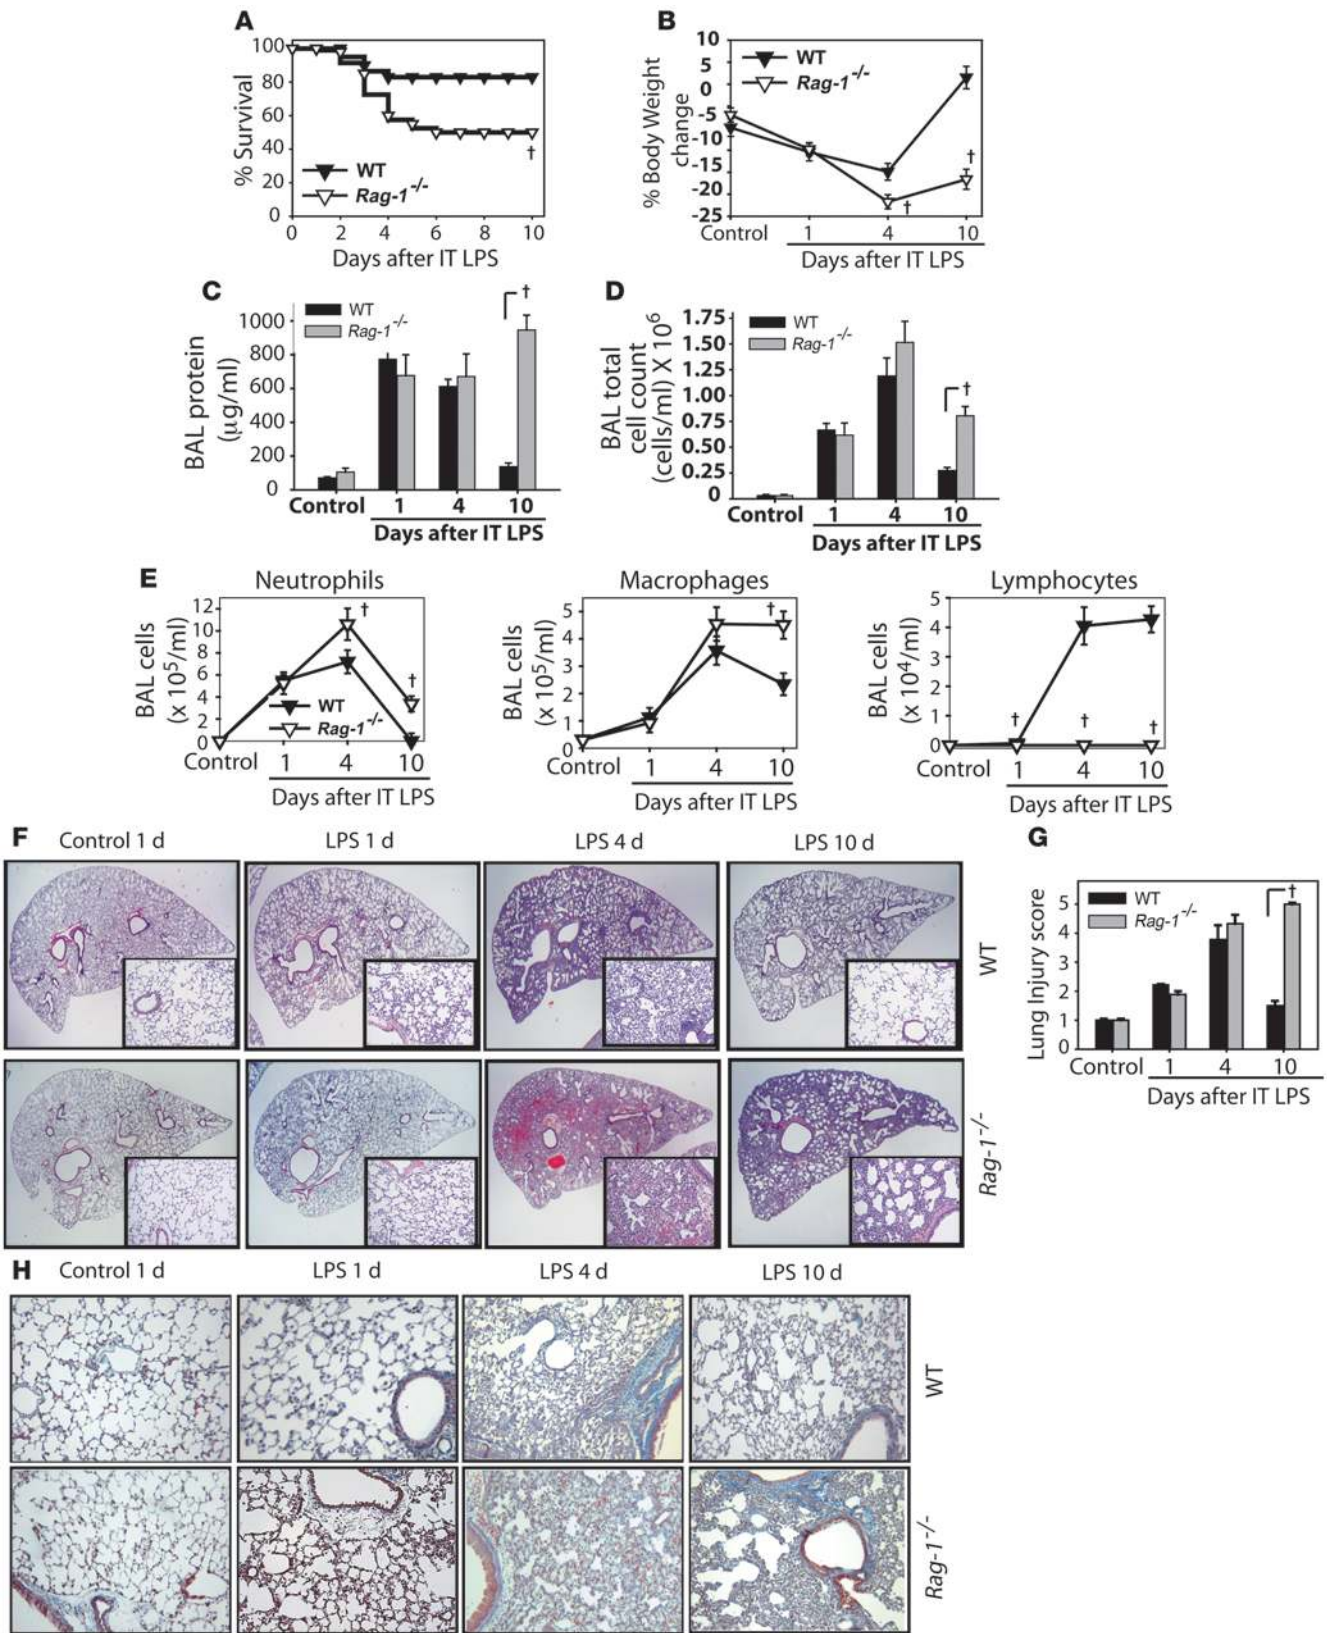 A
% Survival
100
80
60
40
20
0
WT
Rag-1-/-
†
0 2 4 6 8 10
Days after IT LPS
B
% Body Weight
change
10
5
0
-5
-10
-15
-20
-25
WT
Rag-1-/-
†
†
Control 1 4 10
Days after IT LPS
C
BAL protein
(µg/ml)
1000
800
600
400
200
0
WT
Rag-1-/-
†
Control 1 4 10
Days after IT LPS
D
BAL total
cell count
(cells/ml) X 10^6
1.75
1.50
1.25
1.00
0.75
0.50
0.25
0
WT
Rag-1-/-
†
Control 1 4 10
Days after IT LPS
E
Neutrophils
BAL cells
(x 10^5/ml)
12
10
8
6
4
2
0
†
†
WT
Rag-1-/-
Control 1 4 10
Days after IT LPS
Macrophages
BAL cells
(x 10^5/ml)
5
4
3
2
1
0
†
Control 1 4 10
Days after IT LPS
Lymphocytes
BAL cells
(x 10^4/ml)
5
4
3
2
1
0
† † †
Control 1 4 10
Days after IT LPS
F
Control 1 d LPS 1 d LPS 4 d LPS 10 d
WT
Rag-1-/-
G
Lung Injury score
5
4
3
2
1
0
WT
Rag-1-/-
†
Control 1 4 10
Days after IT LPS
H
Control 1 d LPS 1 d LPS 4 d LPS 10 d
WT
Rag-1-/-